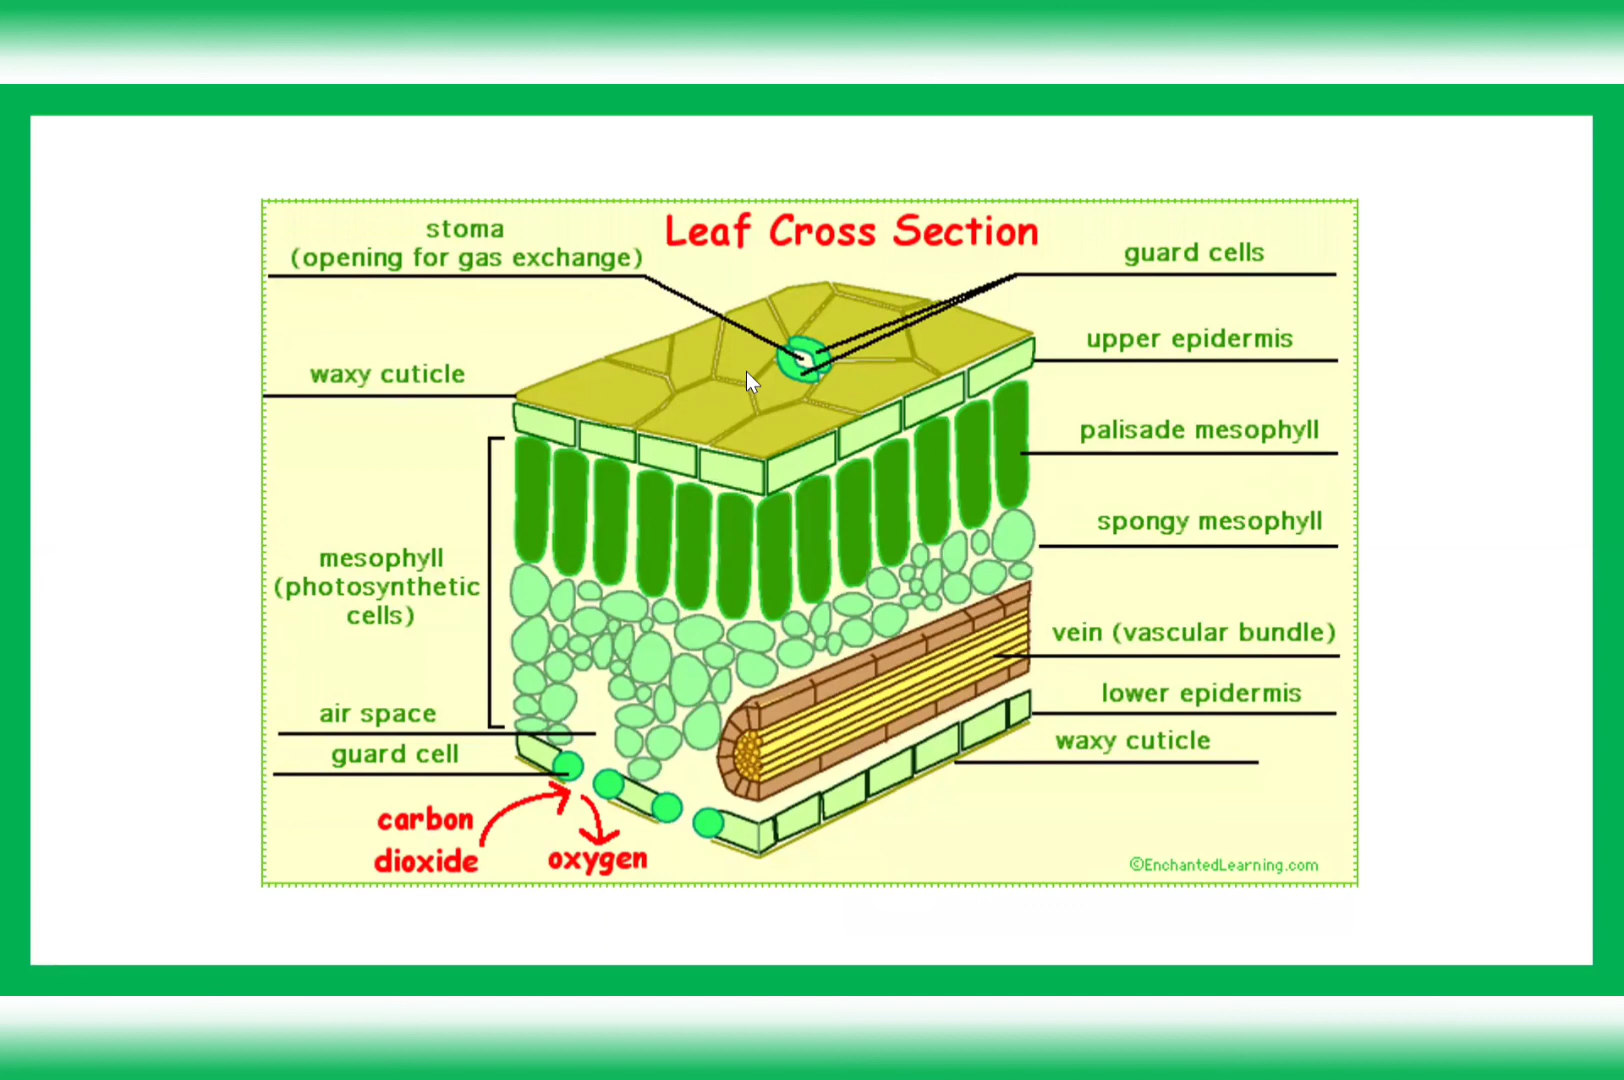 Leaf Cross Section
stoma
(opening for gas exchange)
guard cells
upper epidermis
waxy cuticle
palisade mesophyll
spongy mesophyll
mesophyll
(photosynthetic
cells)
vein (vascular bundle)
lower epidermis
air space
waxy cuticle
guard cell
carbon
dioxide
oxygen
©EnchantedLearning.com